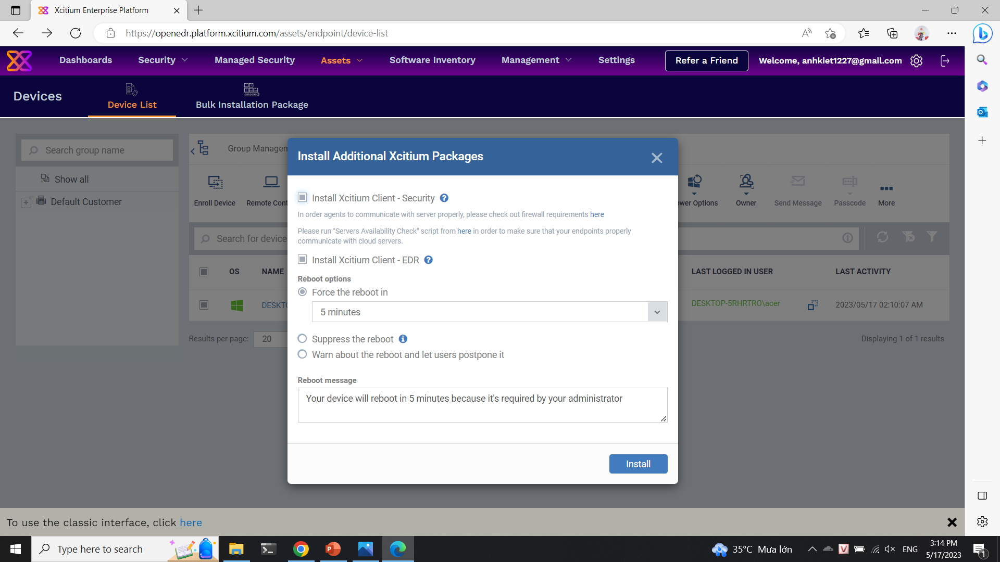 Xcitium Enterprise Platform
https://openedr.platform.xcitium.com/assets/endpoint/device-list
Dashboards Security Managed Security Assets Software Inventory Management Settings Refer a Friend Welcome, anhkiet1227@gmail.com
Devices Device List Bulk Installation Package
Search group name
Show all
Default Customer
Group Managem
Enroll Device Remote Cont
wer Options Owner Send Message Passcode More
Search for device
OS NAME LAST LOGGED IN USER LAST ACTIVITY
DESKTO DESKTOP-5RHRTRO\acer 2023/05/17 02:10:07 AM
Results per page: 20 Displaying 1 of 1 results
Install Additional Xcitium Packages
Install Xcitium Client - Security
In order agents to communicate with server properly, please check out firewall requirements here
Please run "Servers Availability Check" script from here in order to make sure that your endpoints properly
communicate with cloud servers.
Install Xcitium Client - EDR
Reboot options
Force the reboot in
5 minutes
Suppress the reboot
Warn about the reboot and let users postpone it
Reboot message
Your device will reboot in 5 minutes because it's required by your administrator
Install
To use the classic interface, click here
Type here to search
35°C Mưa lớn
ENG
3:14 PM
5/17/2023
1